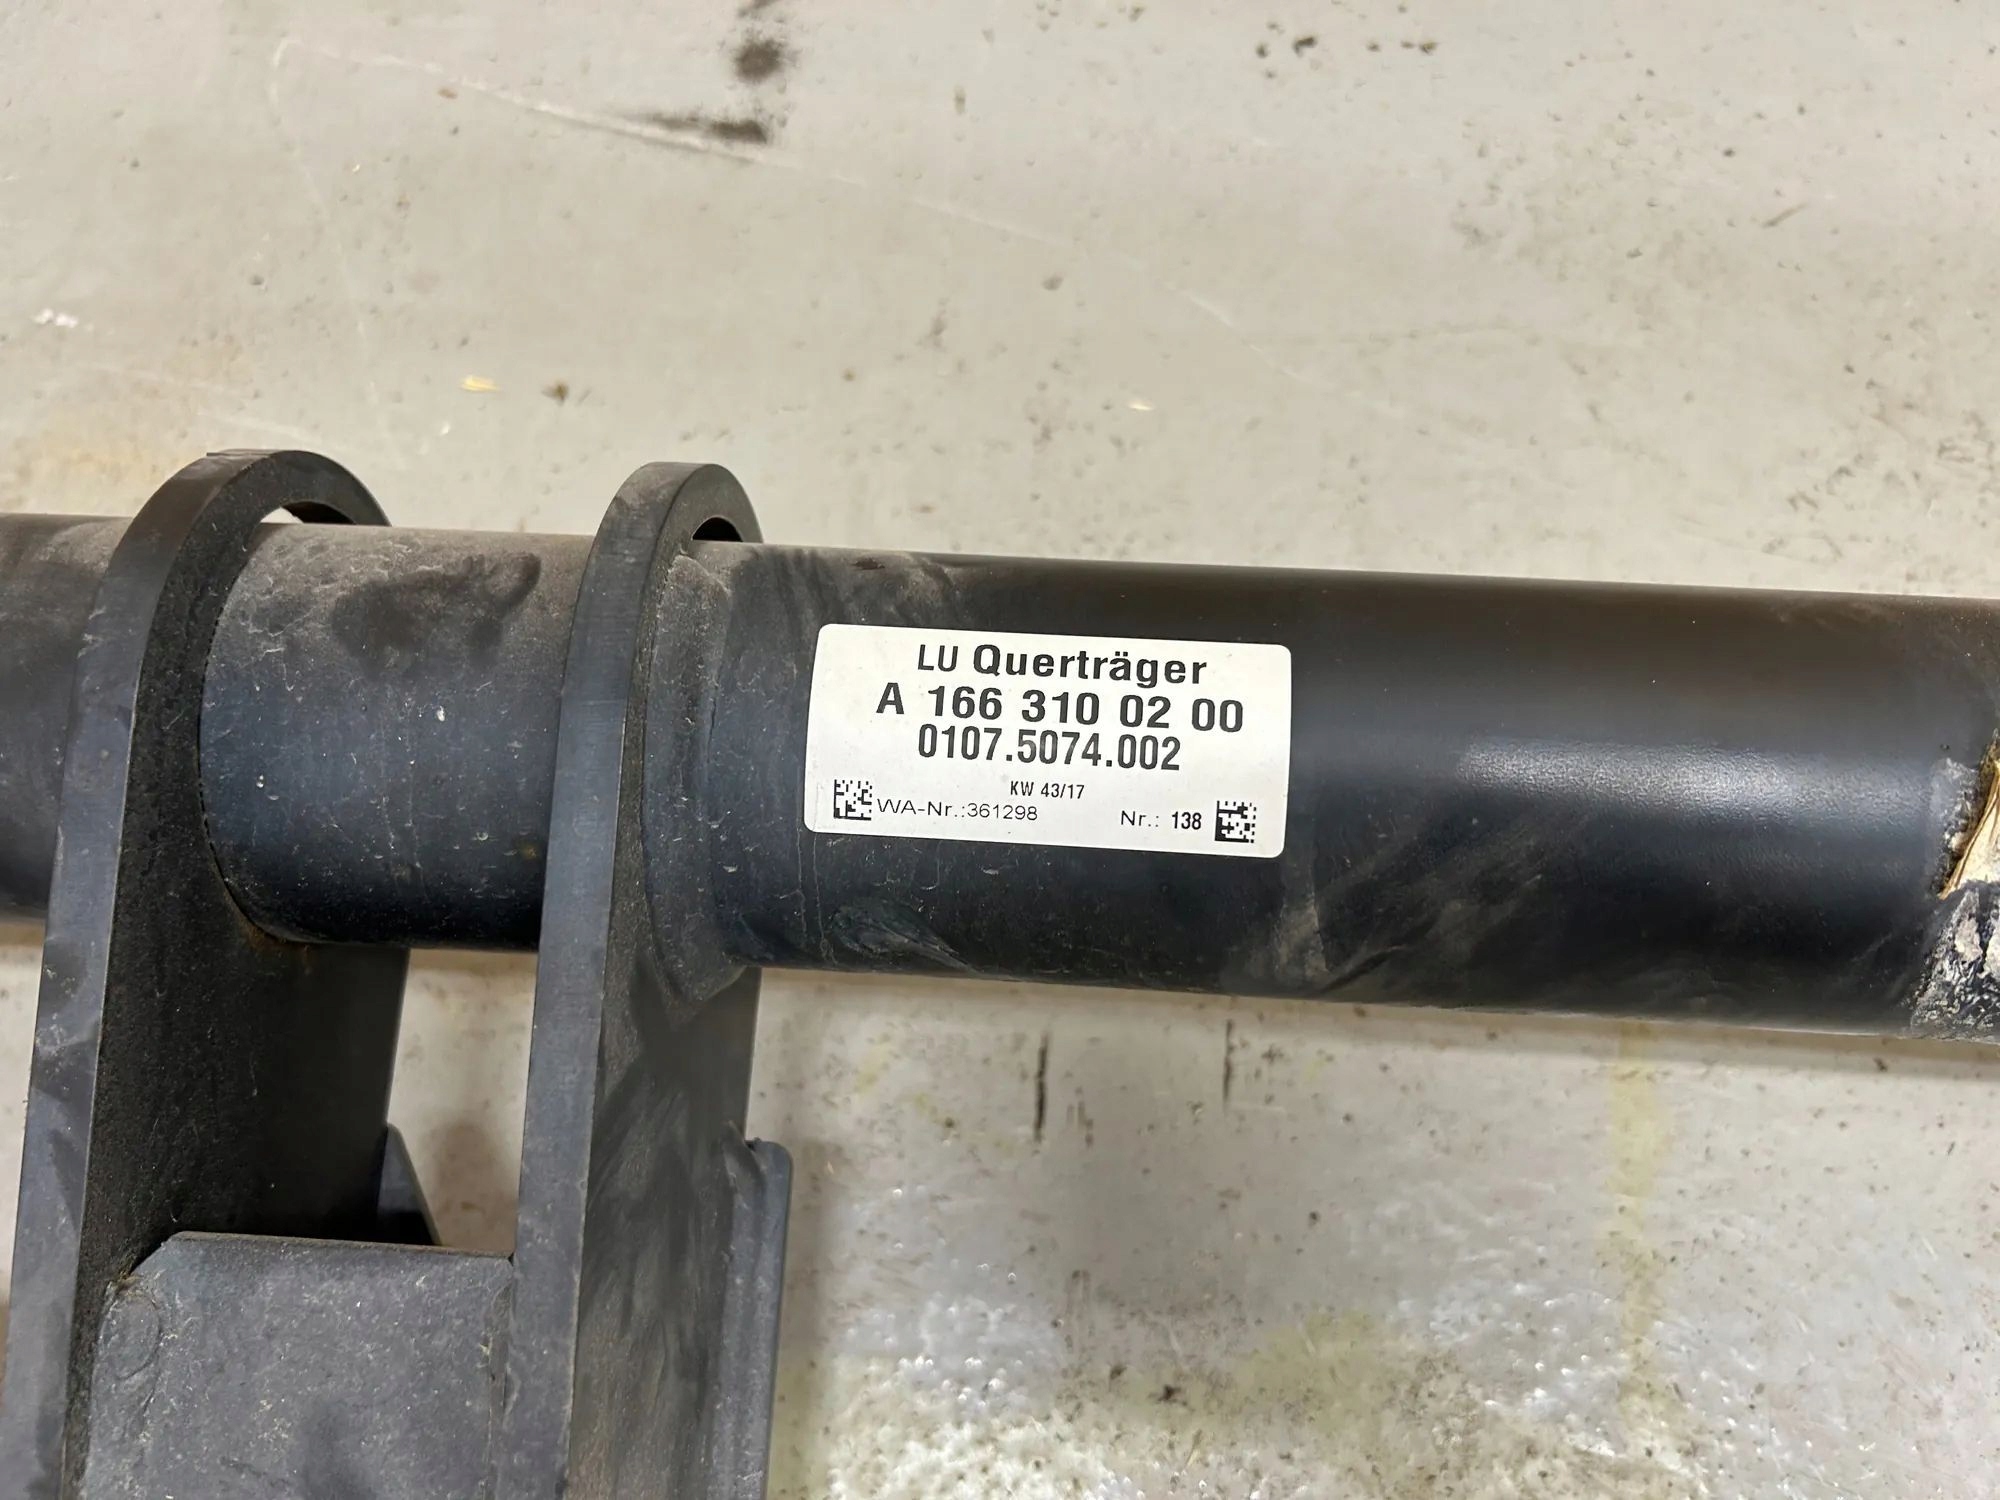 LU Querträger
A 166 310 02 00
0107.5074.002
KW 43/17
WA-Nr.:361298 Nr.: 138